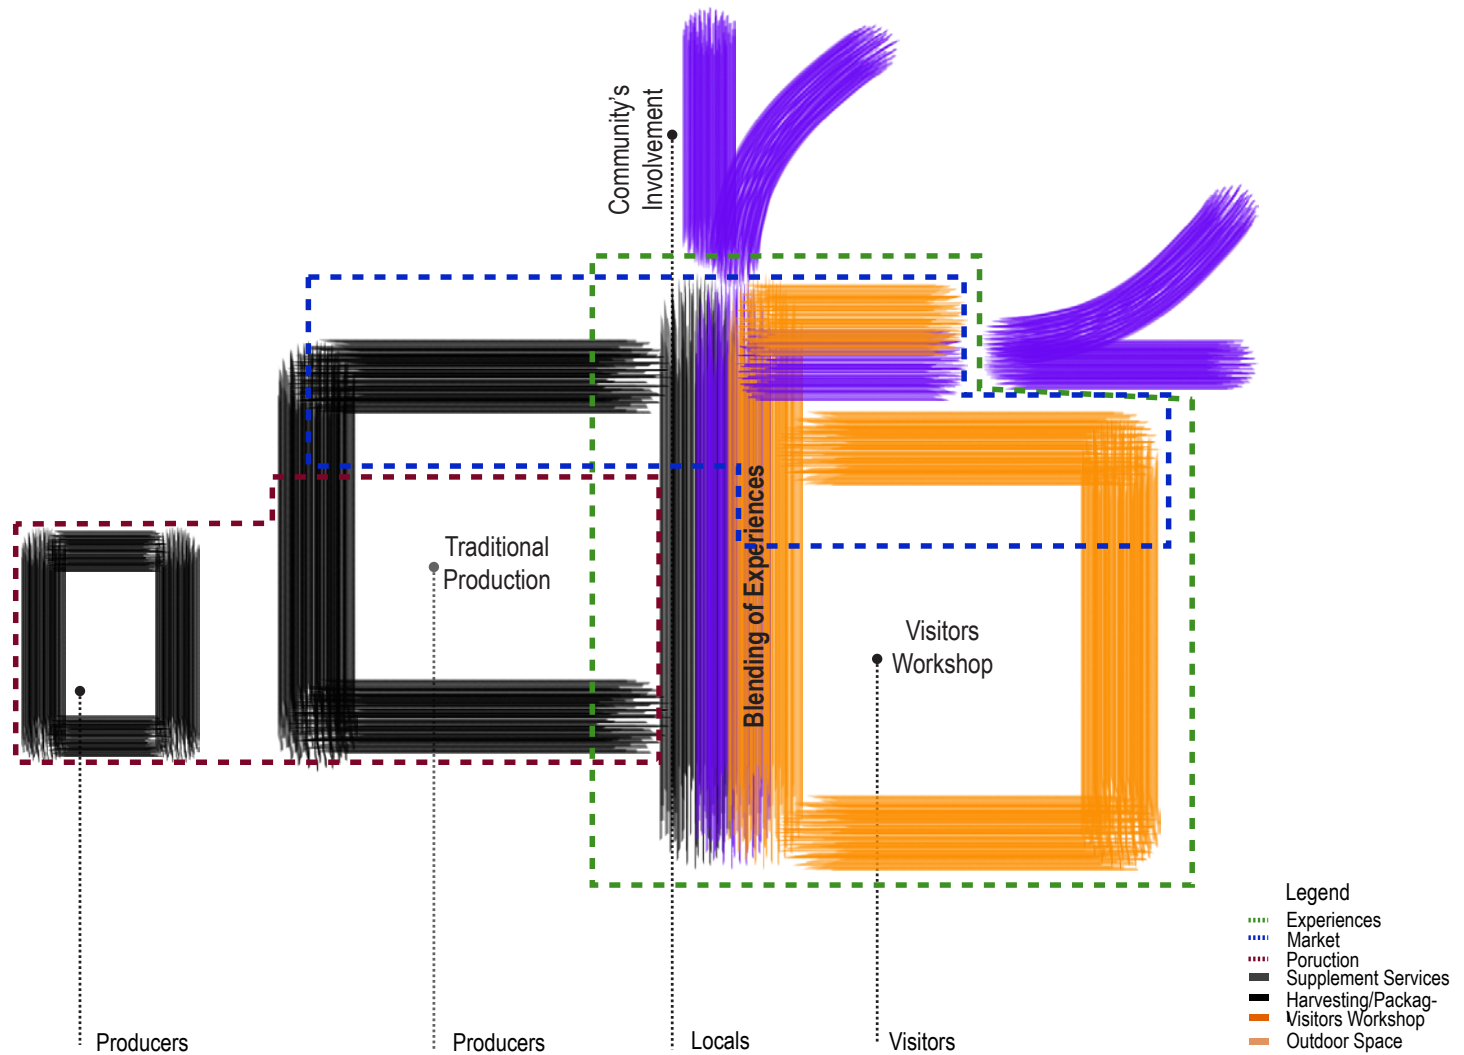 Community's
Involvement
Traditional
Production
Blending of Experiences
Visitors
Workshop
Producers
Producers
Locals
Visitors
Legend
Experiences
Market
Poruction
Supplement Services
Harvesting/Packag-
Visitors Workshop
Outdoor Space